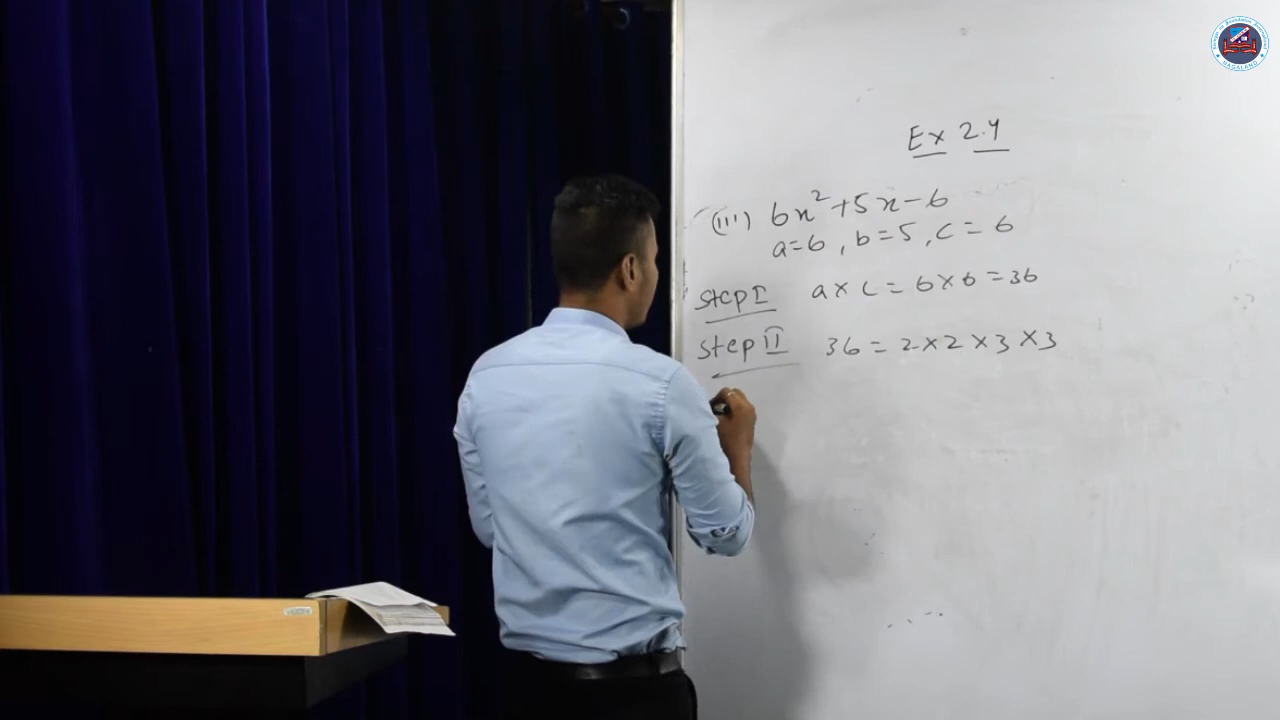 Ex 2.4
(iii) 6x²+5x-6
a=6, b=5, c=6
Step I a×c=6×6=36
Step II 36=2×2×3×3
NAGALAND